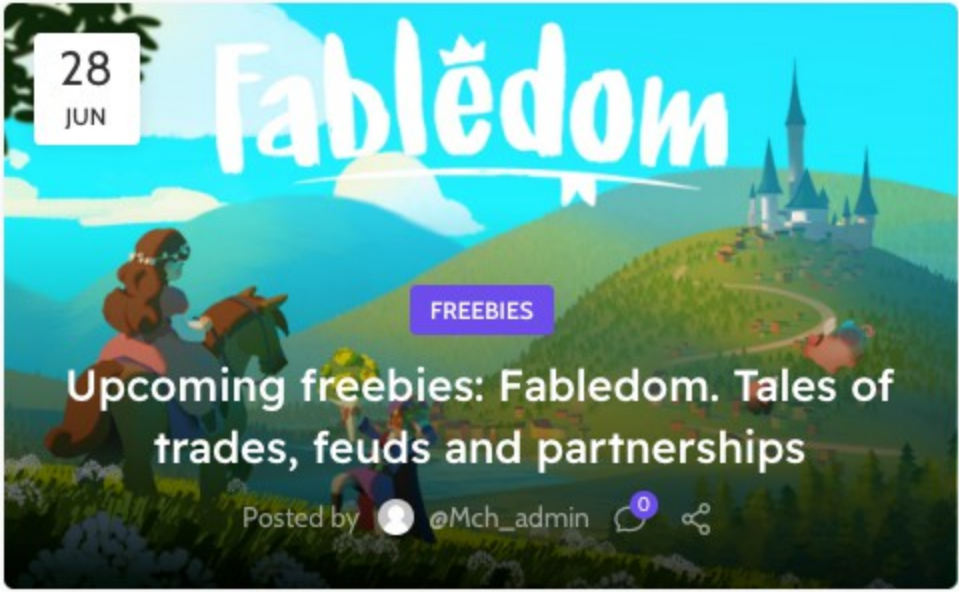 28
JUN
Fabledom
FREEBIES
Upcoming freebies: Fabledom. Tales of
trades, feuds and partnerships
Posted by @Mch_admin 0